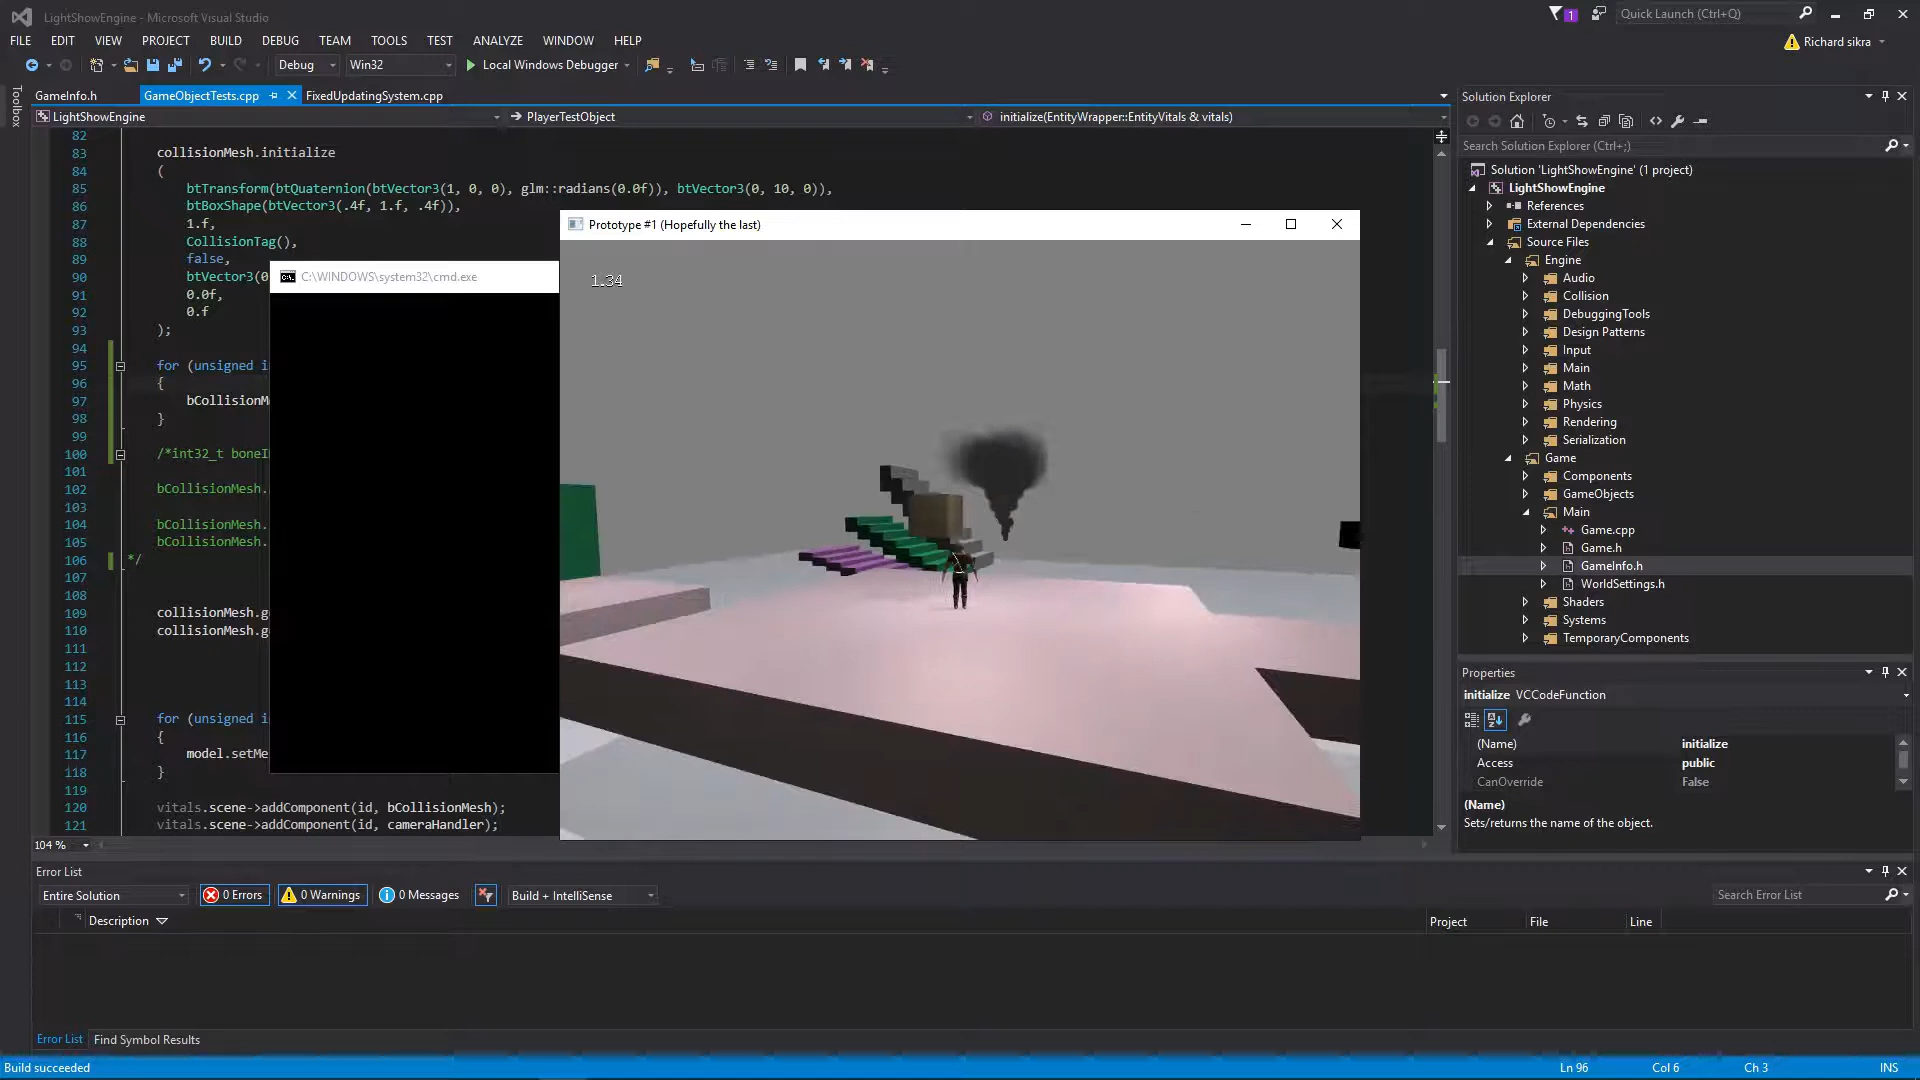 LightShowEngine - Microsoft Visual Studio
1
Quick Launch (Ctrl+Q)
FILE EDIT VIEW PROJECT BUILD DEBUG TEAM TOOLS TEST ANALYZE WINDOW HELP
Richard sikra
Debug Win32 Local Windows Debugger
Toolbox
GameInfo.h GameObjectTests.cpp FixedUpdatingSystem.cpp
LightShowEngine PlayerTestObject initialize(EntityWrapper::EntityVitals & vitals)
82
83 collisionMesh.initialize
84 (
85 btTransform(btQuaternion(btVector3(1, 0, 0), glm::radians(0.0f)), btVector3(0, 10, 0)),
86 btBoxShape(btVector3(.4f, 1.f, .4f)),
87 1.f,
88 CollisionTag(),
89 false,
90 btVector3(0
91 0.0f,
92 0.f
93 );
94
95 for (unsigned i
96 {
97 bCollisionM
98 }
99
100 /*int32_t boneI
101
102 bCollisionMesh.
103
104 bCollisionMesh.
105 bCollisionMesh.
106 */
107
108
109 collisionMesh.g
110 collisionMesh.g
111
112
113
114
115 for (unsigned i
116 {
117 model.setMe
118 }
119
120 vitals.scene->addComponent(id, bCollisionMesh);
121 vitals.scene->addComponent(id, cameraHandler);
104 %
C:\WINDOWS\system32\cmd.exe
Prototype #1 (Hopefully the last)
1.34
Solution Explorer
Search Solution Explorer (Ctrl+;)
Solution 'LightShowEngine' (1 project)
LightShowEngine
References
External Dependencies
Source Files
Engine
Audio
Collision
DebuggingTools
Design Patterns
Input
Main
Math
Physics
Rendering
Serialization
Game
Components
GameObjects
Main
Game.cpp
Game.h
GameInfo.h
WorldSettings.h
Shaders
Systems
TemporaryComponents
Properties
initialize VCCodeFunction
(Name) initialize
Access public
CanOverride False
(Name)
Sets/returns the name of the object.
Error List
Entire Solution 0 Errors 0 Warnings 0 Messages Build + IntelliSense Search Error List
Description Project File Line
Error List Find Symbol Results
Build succeeded Ln 96 Col 6 Ch 3 INS